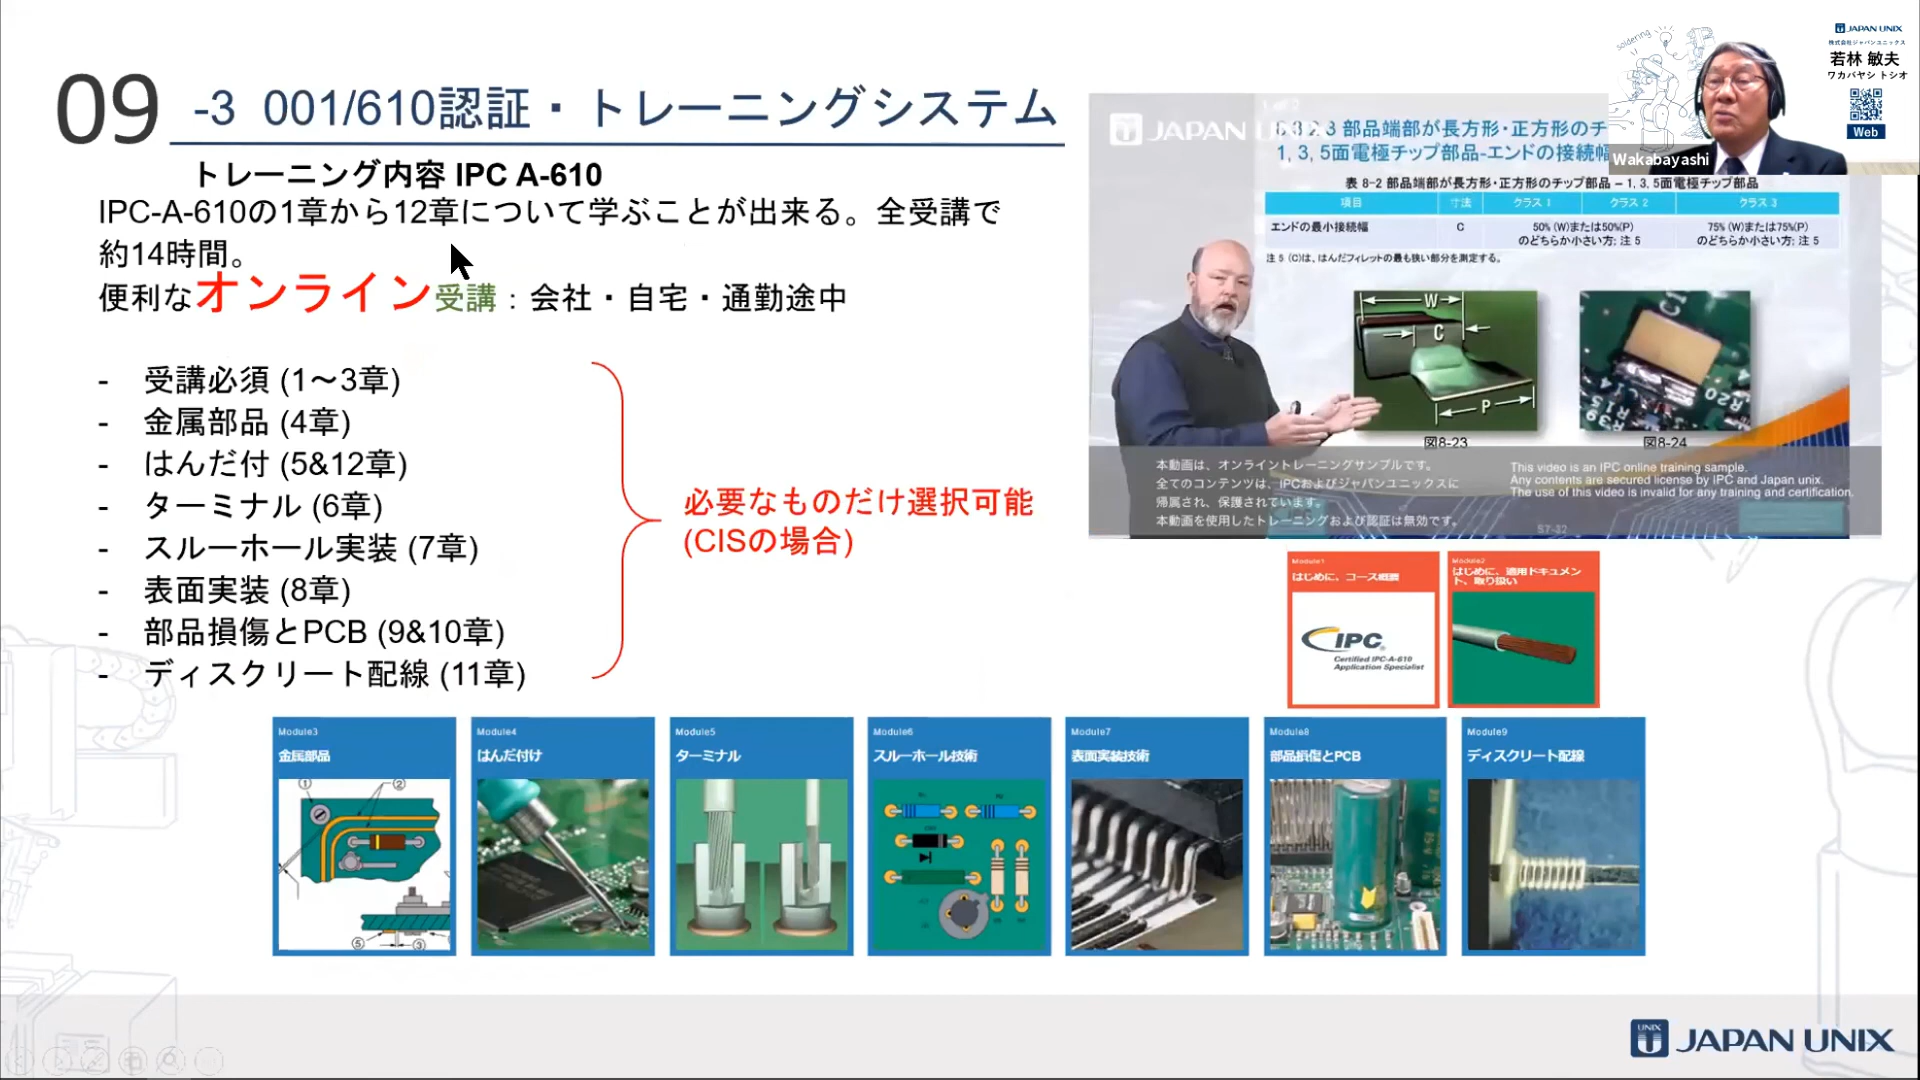 09 -3 001/610認証・トレーニングシステム
トレーニング内容 IPC A-610
IPC-A-610の1章から12章について学ぶことが出来る。全受講で
約14時間。
便利なオンライン受講：会社・自宅・通勤途中
- 受講必須 (1〜3章)
- 金属部品 (4章)
- はんだ付 (5&12章)
- ターミナル (6章)
- スルーホール実装 (7章)
- 表面実装 (8章)
- 部品損傷とPCB (9&10章)
- ディスクリート配線 (11章)
必要なものだけ選択可能
(CISの場合)
JAPAN UNIX
部品端部が長方形・正方形のチ
1, 3, 5面電極チップ部品-エンドの接続幅
表 8-2 部品端部が長方形・正方形のチップ部品 – 1, 3, 5面電極チップ部品
項目 寸法 クラス 1 クラス 2 クラス 3
エンドの最小接続幅 C 50% (W)または50%(P) 75% (W)または75%(P)
のどちらか小さい方; 注 5 のどちらか小さい方; 注 5
注 5 (C)は、はんだフィレットの最も狭い部分を測定する。
W
C
P
図8-23 図8-24
C1
R20
R15
R39
本動画は、オンライントレーニングサンプルです。
全てのコンテンツは、IPCおよびジャパンユニックスに
帰属され、保護されています。
本動画を使用したトレーニングおよび認証は無効です。
This video is an IPC online training sample.
Any contents are secured license by IPC and Japan unix.
The use of this video is invalid for any training and certification.
S7-32
soldering
Wakabayashi
JAPAN UNIX
株式会社ジャパンユニックス
若林 敏夫
ワカバヤシ トシオ
Web
Module1
はじめに、コース概要
IPC
Certified IPC-A-610
Application Specialist
Module2
はじめに、適用ドキュメン
ト、取り扱い
Module3
金属部品
① ②
⑤ ③
Module4
はんだ付け
Module5
ターミナル
Module6
スルーホール技術
Module7
表面実装技術
Module8
部品損傷とPCB
Module9
ディスクリート配線
UNIX JAPAN UNIX